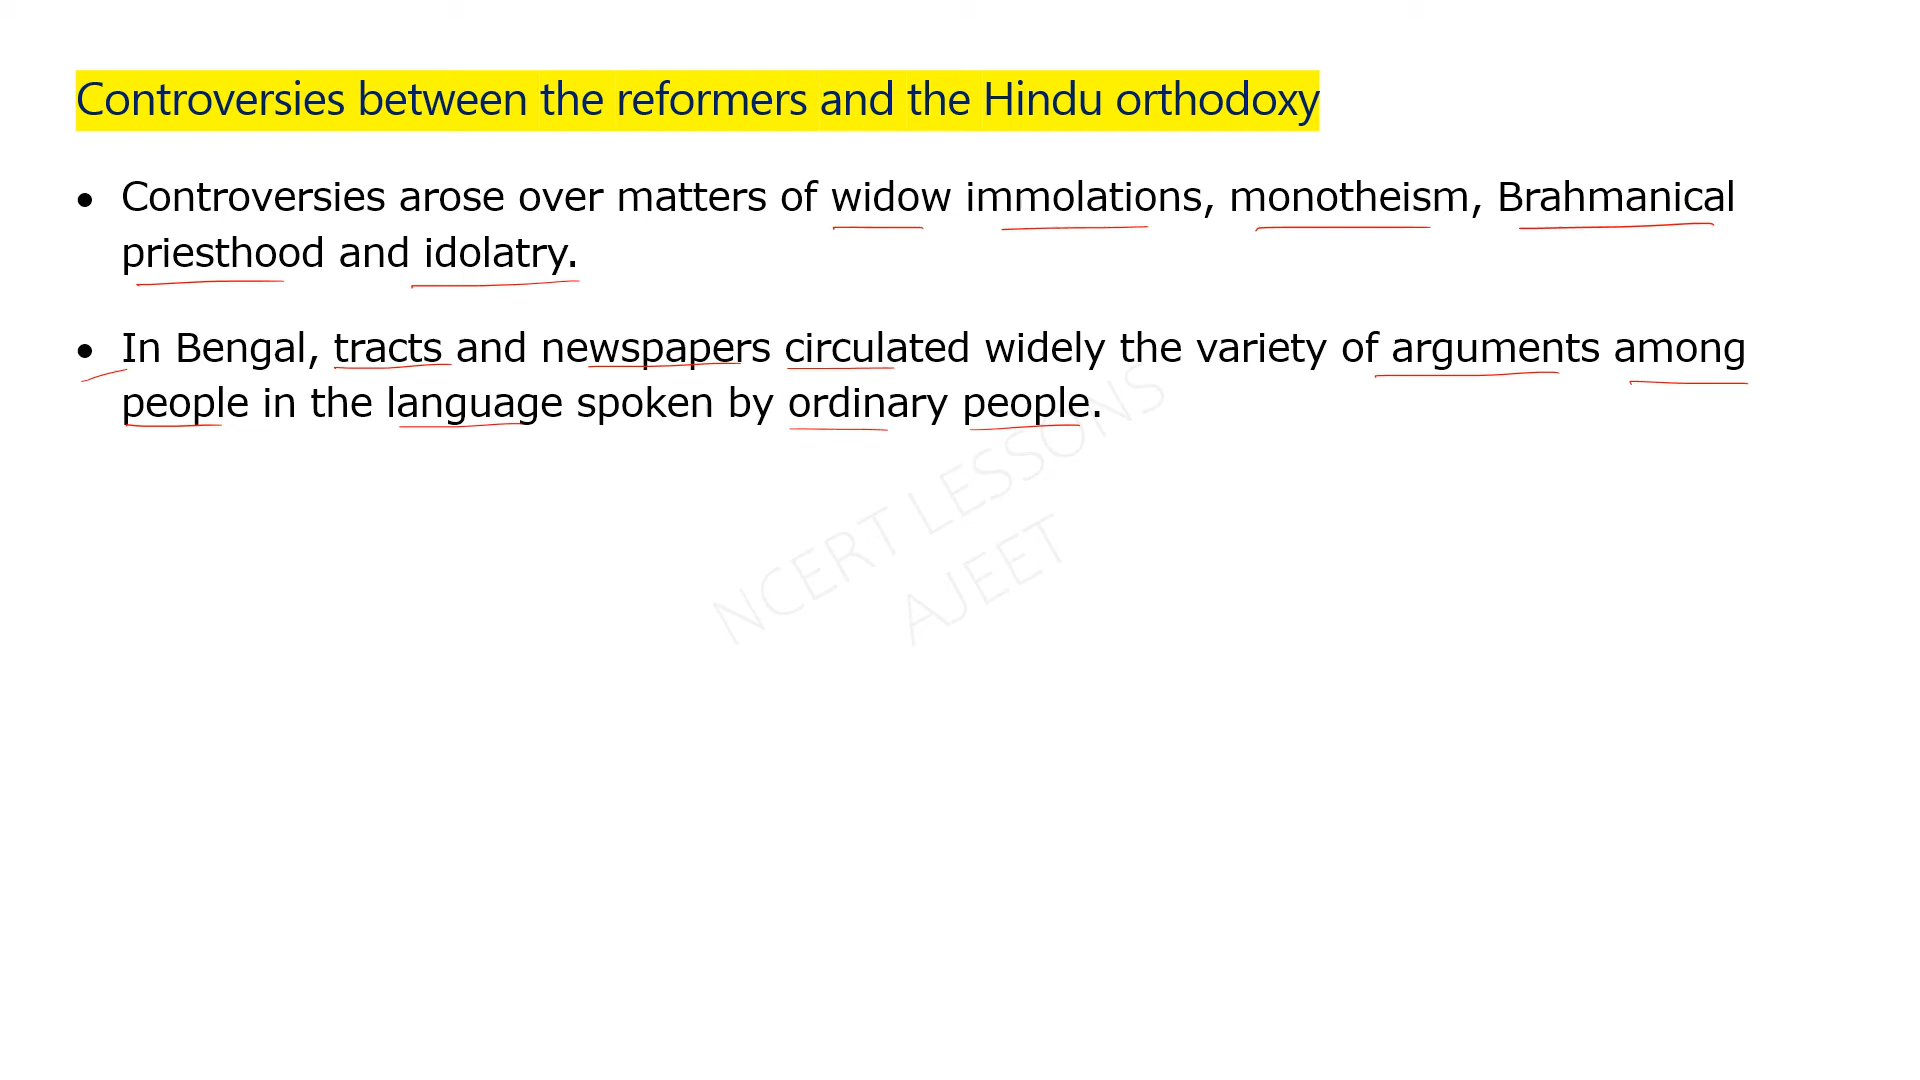 Controversies between the reformers and the Hindu orthodoxy
• Controversies arose over matters of widow immolations, monotheism, Brahmanical
priesthood and idolatry.
• In Bengal, tracts and newspapers circulated widely the variety of arguments among
people in the language spoken by ordinary people.
NCERT LESSONS
AJEET